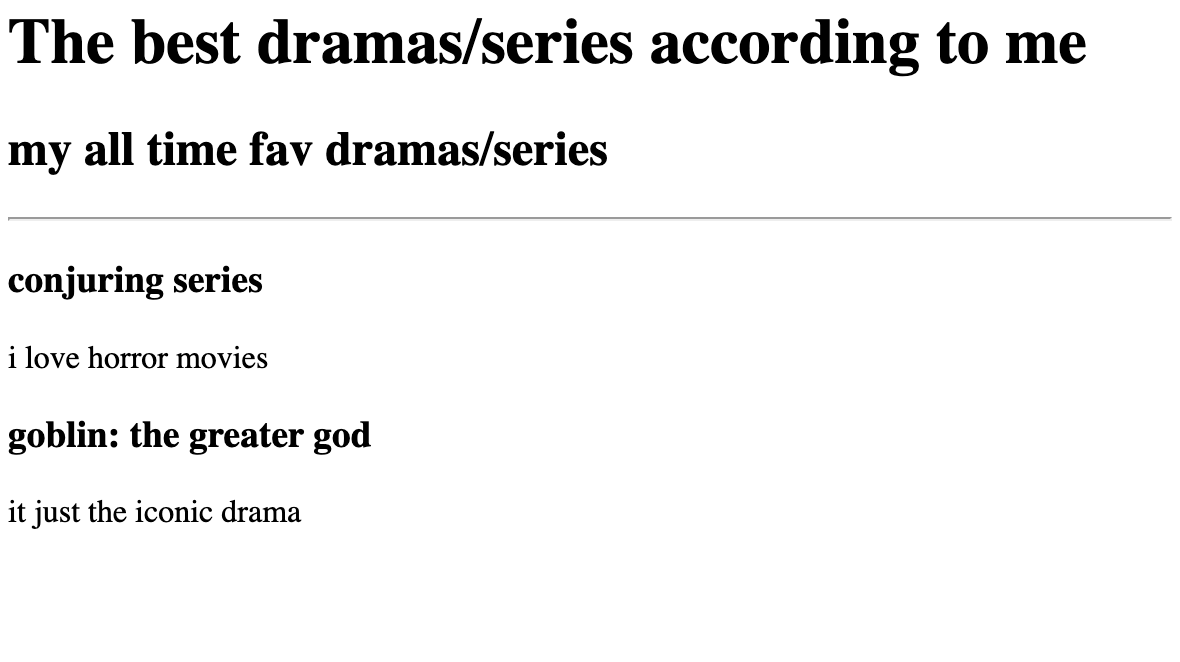 The best dramas/series according to me
my all time fav dramas/series
conjuring series
i love horror movies
goblin: the greater god
it just the iconic drama